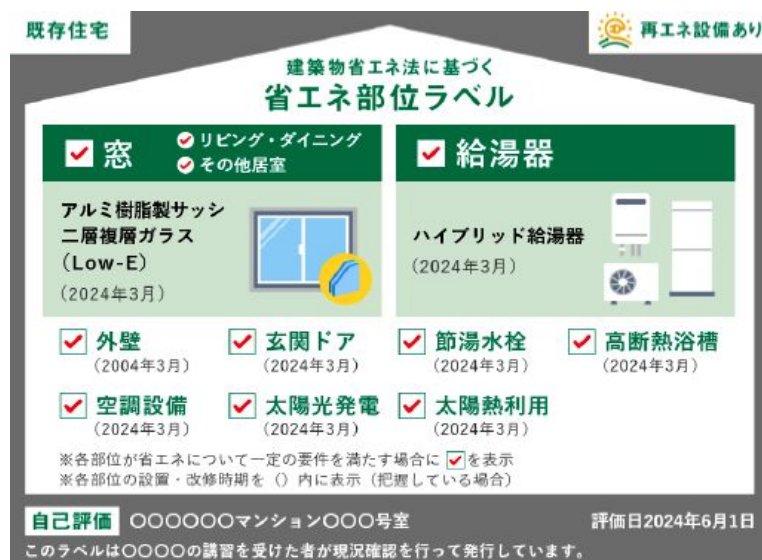 既存住宅
再エネ設備あり
建築物省エネ法に基づく
省エネ部位ラベル
窓
リビング・ダイニング
その他居室
給湯器
アルミ樹脂製サッシ
二層複層ガラス
（Low-E）
（2024年3月）
ハイブリッド給湯器
（2024年3月）
外壁
（2004年3月）
玄関ドア
（2024年3月）
節湯水栓
（2024年3月）
高断熱浴槽
（2024年3月）
空調設備
（2024年3月）
太陽光発電
（2024年3月）
太陽熱利用
（2024年3月）
※各部位が省エネについて一定の要件を満たす場合に✓を表示
※各部位の設置・改修時期を（）内に表示（把握している場合）
自己評価 〇〇〇〇〇〇マンション〇〇〇号室 評価日2024年6月1日
このラベルは〇〇〇〇の講習を受けた者が現況確認を行って発行しています。